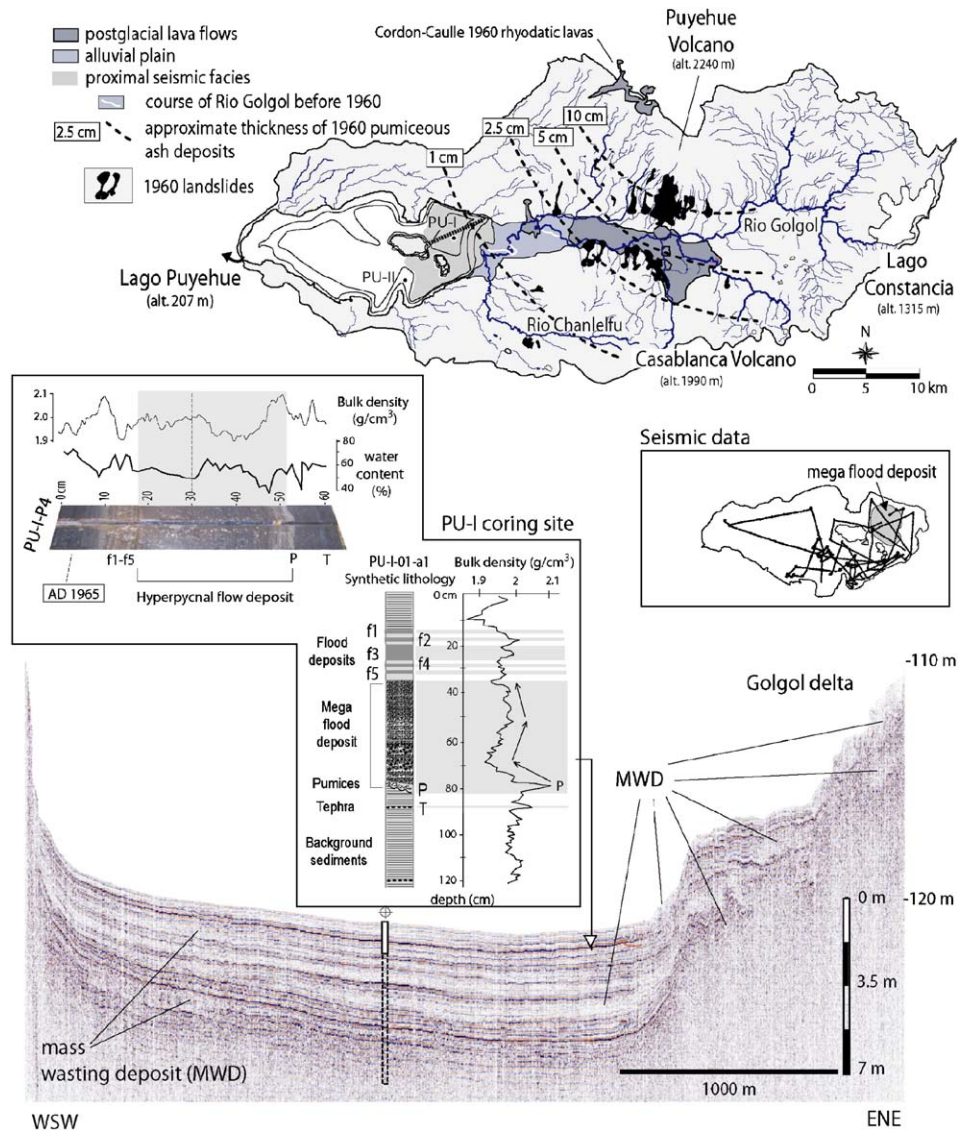 postglacial lava flows
alluvial plain
proximal seismic facies
course of Rio Golgol before 1960
2.5 cm
approximate thickness of 1960 pumiceous
ash deposits
1960 landslides
Cordon-Caulle 1960 rhyodatic lavas
Puyehue
Volcano
(alt. 2240 m)
10 cm
2.5 cm
5 cm
1 cm
PU-I
PU-II
Lago Puyehue
(alt. 207 m)
Rio Golgol
Lago
Constancia
(alt. 1315 m)
Rio Chanlelfu
Casablanca Volcano
(alt. 1990 m)
N
0 5 10 km
2.1
2.0
1.9
Bulk density
(g/cm³)
80
60
40
water
content
(%)
0 cm
10
20
30
40
50
60
PU-I-P4
f1-f5
P
T
AD 1965
Hyperpycnal flow deposit
Seismic data
mega flood deposit
PU-I coring site
PU-I-01-a1
Synthetic lithology
Bulk density (g/cm³)
1.9 2 2.1
0 cm
20
40
60
80
100
120
depth (cm)
f1
f2
f3
f4
f5
Flood
deposits
Mega
flood
deposit
Pumices
P
P
Tephra
T
T
Background
sediments
-110 m
Golgol delta
MWD
0 m
-120 m
3.5 m
7 m
mass
wasting deposit (MWD)
1000 m
WSW
ENE